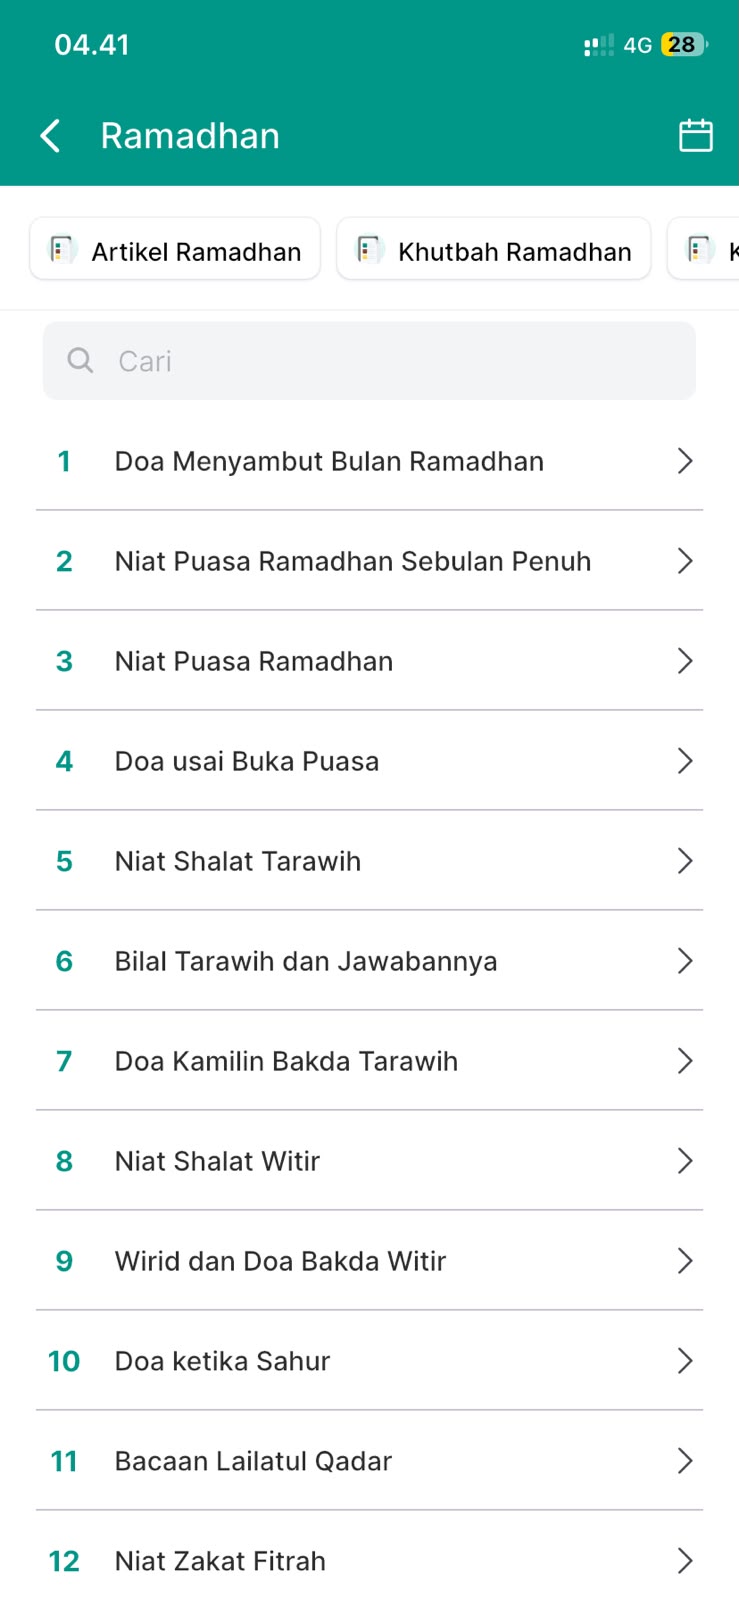 04.41
4G 28
Ramadhan
Artikel Ramadhan
Khutbah Ramadhan
Cari
1 Doa Menyambut Bulan Ramadhan
2 Niat Puasa Ramadhan Sebulan Penuh
3 Niat Puasa Ramadhan
4 Doa usai Buka Puasa
5 Niat Shalat Tarawih
6 Bilal Tarawih dan Jawabannya
7 Doa Kamilin Bakda Tarawih
8 Niat Shalat Witir
9 Wirid dan Doa Bakda Witir
10 Doa ketika Sahur
11 Bacaan Lailatul Qadar
12 Niat Zakat Fitrah